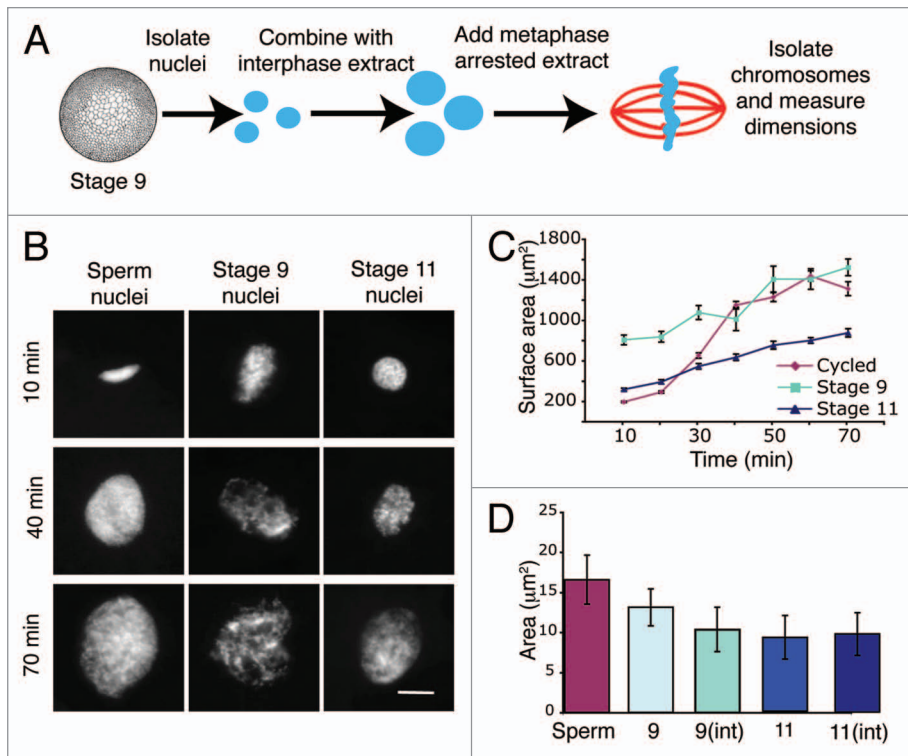 A
Isolate
nuclei
Combine with
interphase extract
Add metaphase
arrested extract
Isolate
chromosomes
and measure
dimensions
Stage 9
B
Sperm
nuclei
Stage 9
nuclei
Stage 11
nuclei
10 min
40 min
70 min
C
Surface area (μm²)
1800
1400
1000
600
200
Cycled
Stage 9
Stage 11
10 30 50 70
Time (min)
D
Area (μm²)
25
20
15
10
5
0
Sperm 9 9(int) 11 11(int)